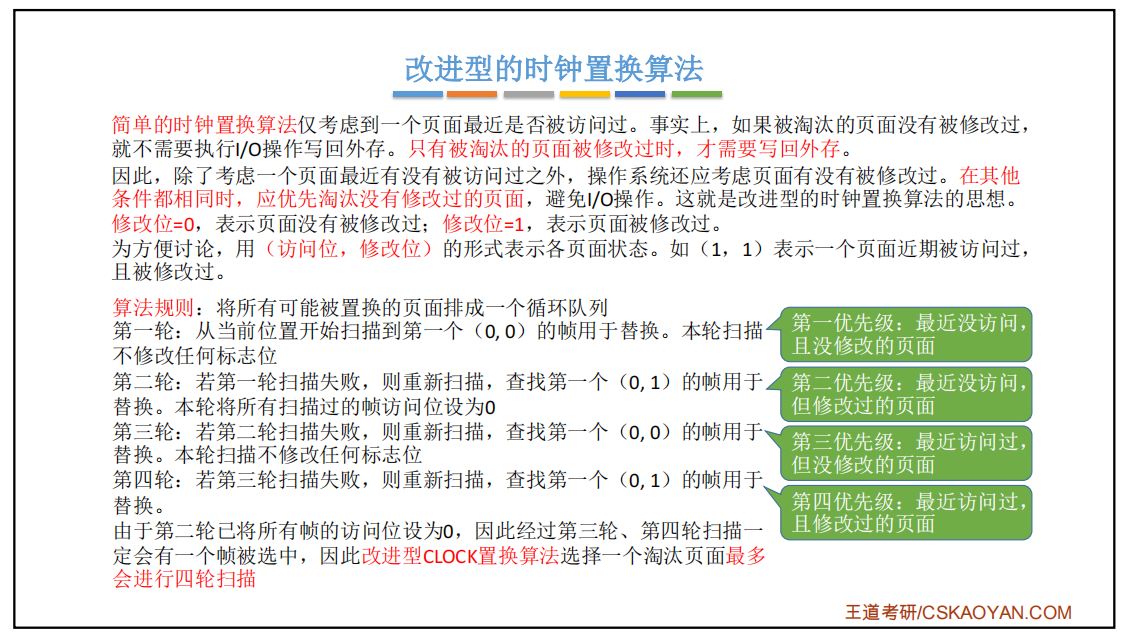 改进型的时钟置换算法
简单的时钟置换算法仅考虑到一个页面最近是否被访问过。事实上，如果被淘汰的页面没有被修改过，
就不需要执行I/O操作写回外存。只有被淘汰的页面被修改过时，才需要写回外存。
因此，除了考虑一个页面最近有没有被访问过之外，操作系统还应考虑页面有没有被修改过。在其他
条件都相同时，应优先淘汰没有修改过的页面，避免I/O操作。这就是改进型的时钟置换算法的思想。
修改位=0，表示页面没有被修改过；修改位=1，表示页面被修改过。
为方便讨论，用（访问位，修改位）的形式表示各页面状态。如（1，1）表示一个页面近期被访问过，
且被修改过。
算法规则：将所有可能被置换的页面排成一个循环队列
第一轮：从当前位置开始扫描到第一个（0, 0）的帧用于替换。本轮扫描
不修改任何标志位
第二轮：若第一轮扫描失败，则重新扫描，查找第一个（0, 1）的帧用于
替换。本轮将所有扫描过的帧访问位设为0
第三轮：若第二轮扫描失败，则重新扫描，查找第一个（0, 0）的帧用于
替换。本轮扫描不修改任何标志位
第四轮：若第三轮扫描失败，则重新扫描，查找第一个（0, 1）的帧用于
替换。
由于第二轮已将所有帧的访问位设为0，因此经过第三轮、第四轮扫描一
定会有一个帧被选中，因此改进型CLOCK置换算法选择一个淘汰页面最多
会进行四轮扫描
第一优先级：最近没访问，
且没修改的页面
第二优先级：最近没访问，
但修改过的页面
第三优先级：最近访问过，
但没修改的页面
第四优先级：最近访问过，
且修改过的页面
王道考研/CSKAOYAN.COM